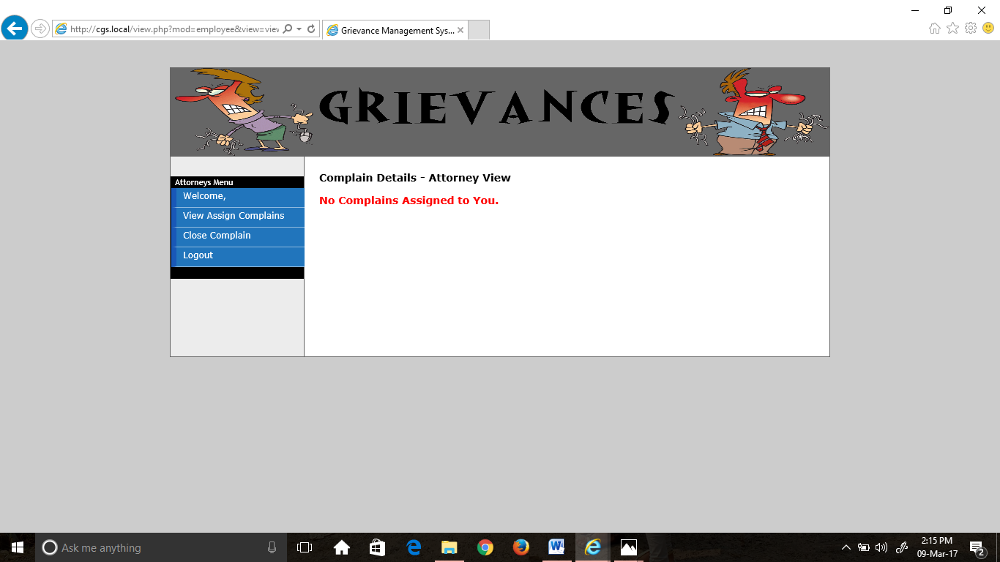 http://cgs.local/view.php?mod=employee&view=view
Grievance Management Sys...
GRIEVANCES
Attorneys Menu
Welcome,
View Assign Complains
Close Complain
Logout
Complain Details - Attorney View
No Complains Assigned to You.
Ask me anything
2:15 PM
09-Mar-17
2